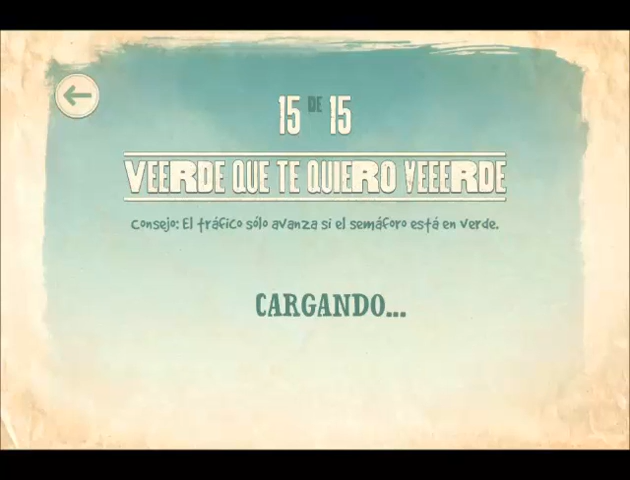 15 DE 15
VEERDE QUE TE QUIERO VEEERDE
Consejo: El tráfico sólo avanza si el semáforo está en verde.
CARGANDO...